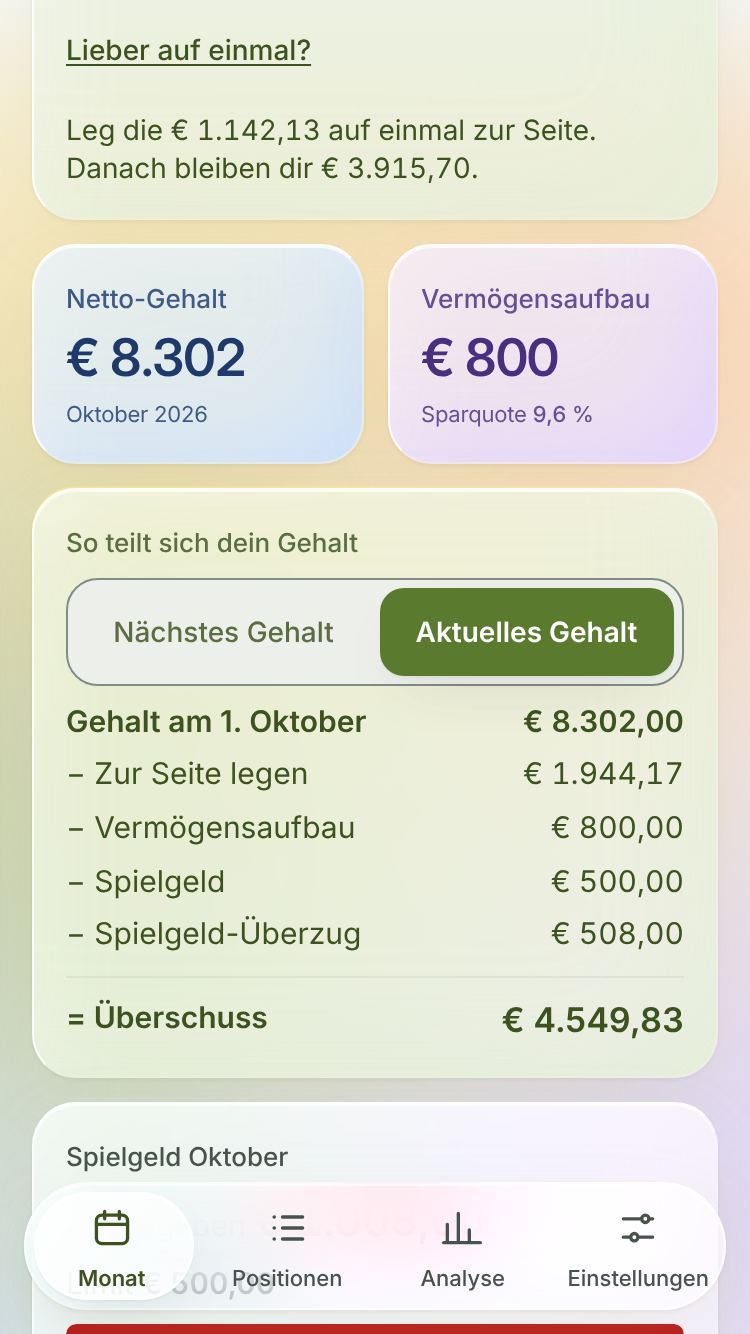 Lieber auf einmal?
Leg die € 1.142,13 auf einmal zur Seite.
Danach bleiben dir € 3.915,70.
Netto-Gehalt
€ 8.302
Oktober 2026
Vermögensaufbau
€ 800
Sparquote 9,6 %
So teilt sich dein Gehalt
Nächstes Gehalt
Aktuelles Gehalt
Gehalt am 1. Oktober € 8.302,00
– Zur Seite legen € 1.944,17
– Vermögensaufbau € 800,00
– Spielgeld € 500,00
– Spielgeld-Überzug € 508,00
= Überschuss € 4.549,83
Spielgeld Oktober
€ 500,00
Monat
Positionen
Analyse
Einstellungen